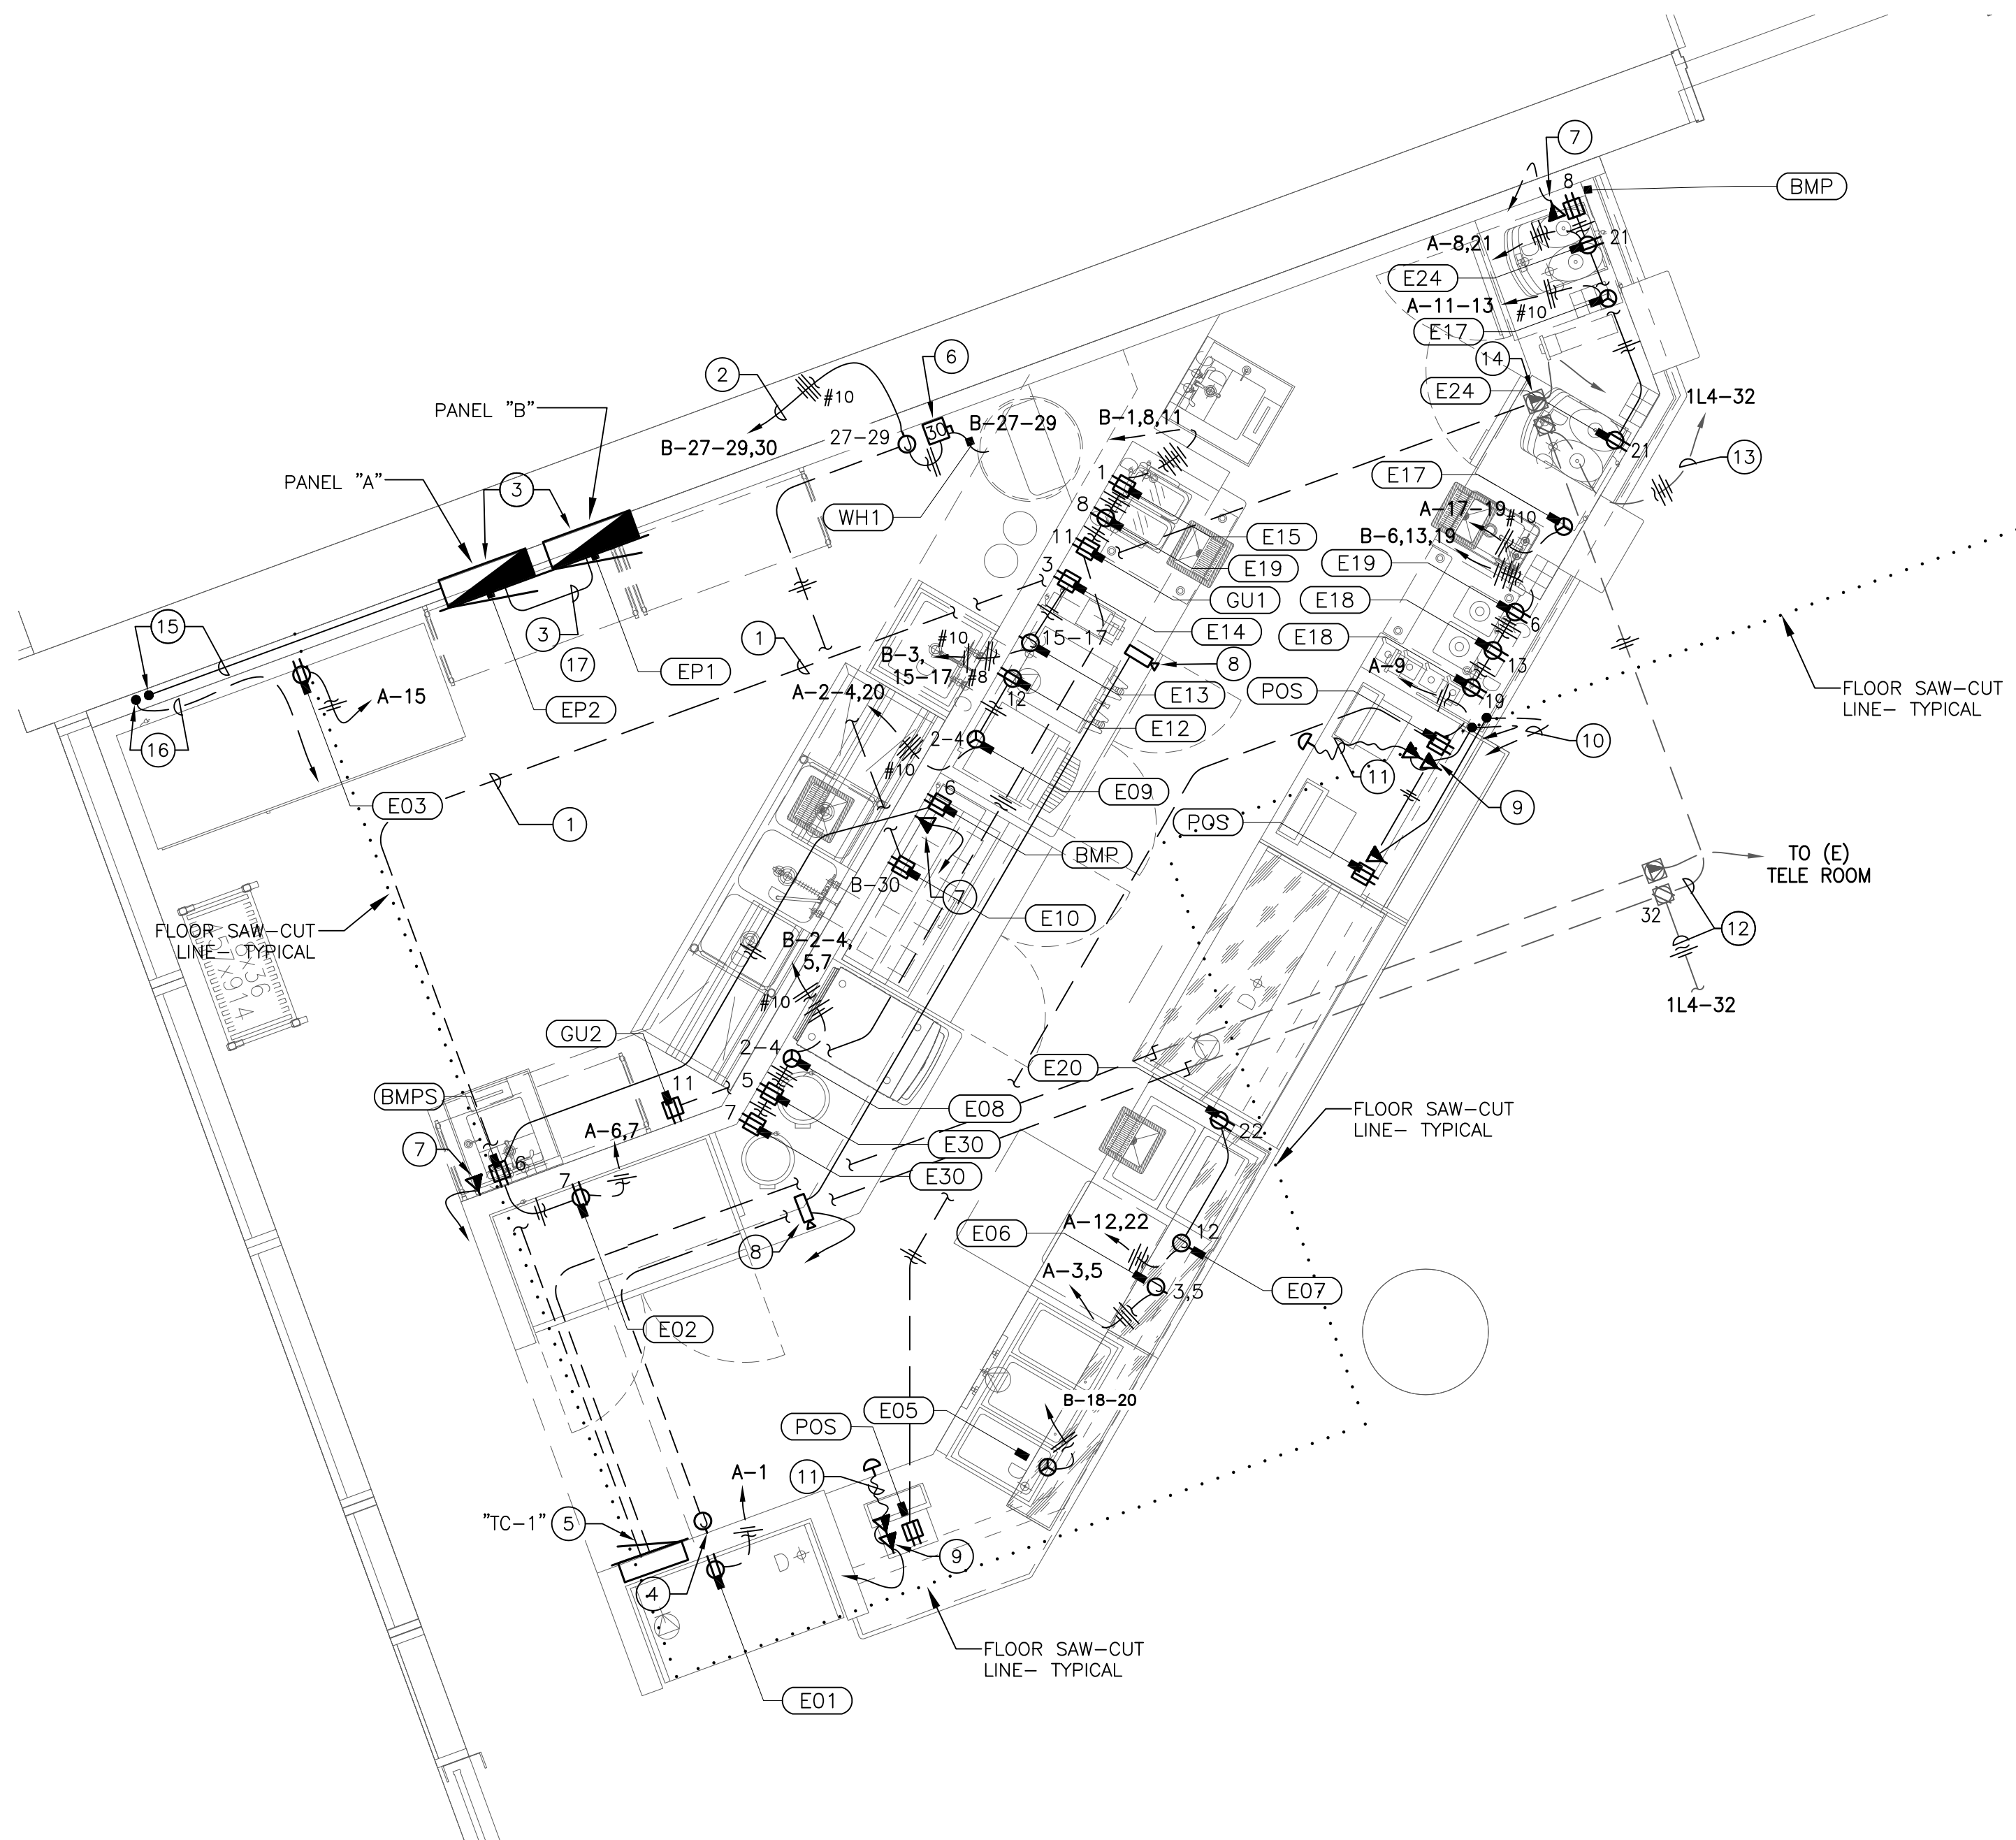 7
BMP
8
A-8,21
21
E24
A-11-13
#10
E17
14
E24
1L4-32
13
21
E17
A-17-19
#10
B-6,13,19
E19
E18
6
E18
13
A-9
POS
19
10
11
9
POS
FLOOR SAW-CUT
LINE- TYPICAL
TO (E)
TELE ROOM
32
12
1L4-32
2
#10
6
30
B-27-29
27-29
B-27-29,30
PANEL "B"
PANEL "A"
3
3
17
WH1
B-1,8,11
1
8
11
3
E15
E19
GU1
E14
15-17
8
E13
E12
#10
B-3,
15-17
#8
12
A-2-4,20
2-4
#10
E09
1
EP1
EP2
15
16
A-15
E03
1
6
BMP
7
B-30
E10
B-2-4,
5,7
#10
FLOOR SAW-CUT
LINE- TYPICAL
18x36
457x914
GU2
2-4
11
5
7
E08
E30
E30
BMPS
7
6
A-6,7
7
8
E02
E20
22
FLOOR SAW-CUT
LINE- TYPICAL
E06
A-12,22
12
A-3,5
3,5
E07
E05
B-18-20
POS
11
A-1
"TC-1"
5
4
9
D
D
D
FLOOR SAW-CUT
LINE- TYPICAL
E01